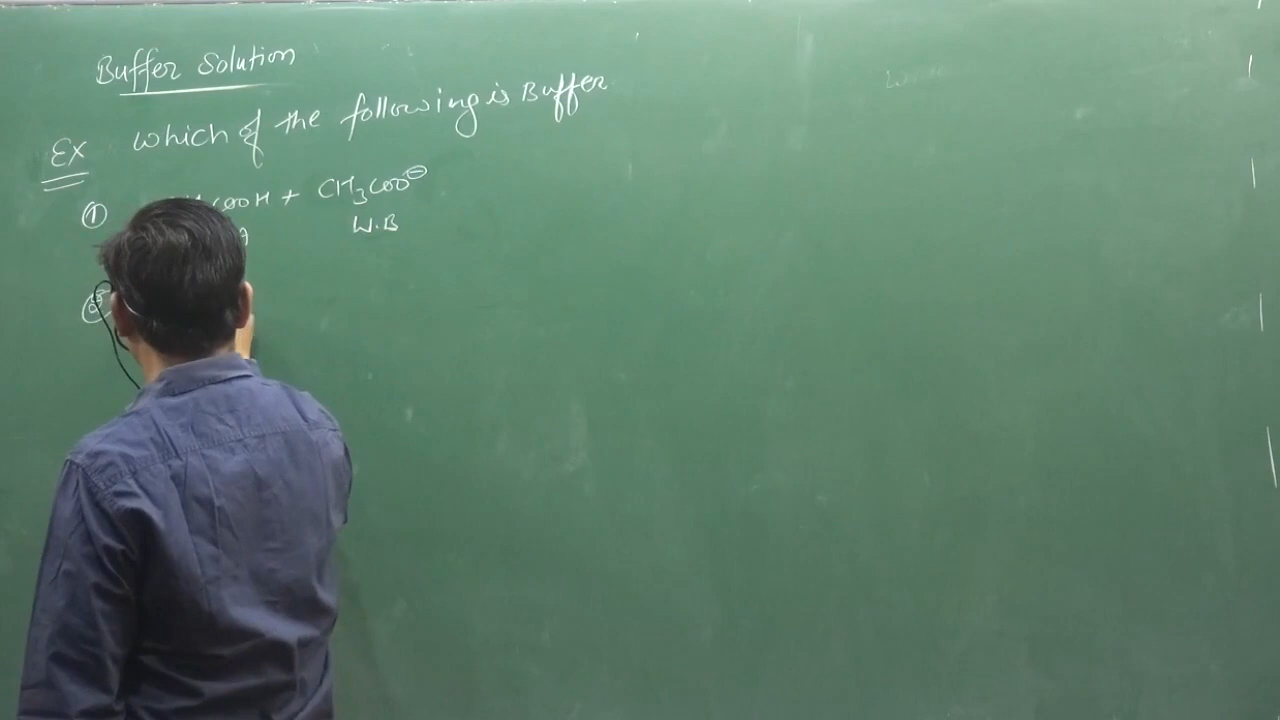 Buffer Solution
Ex which of the following is Buffer
① COOH + CH₃COO⊖
W.B